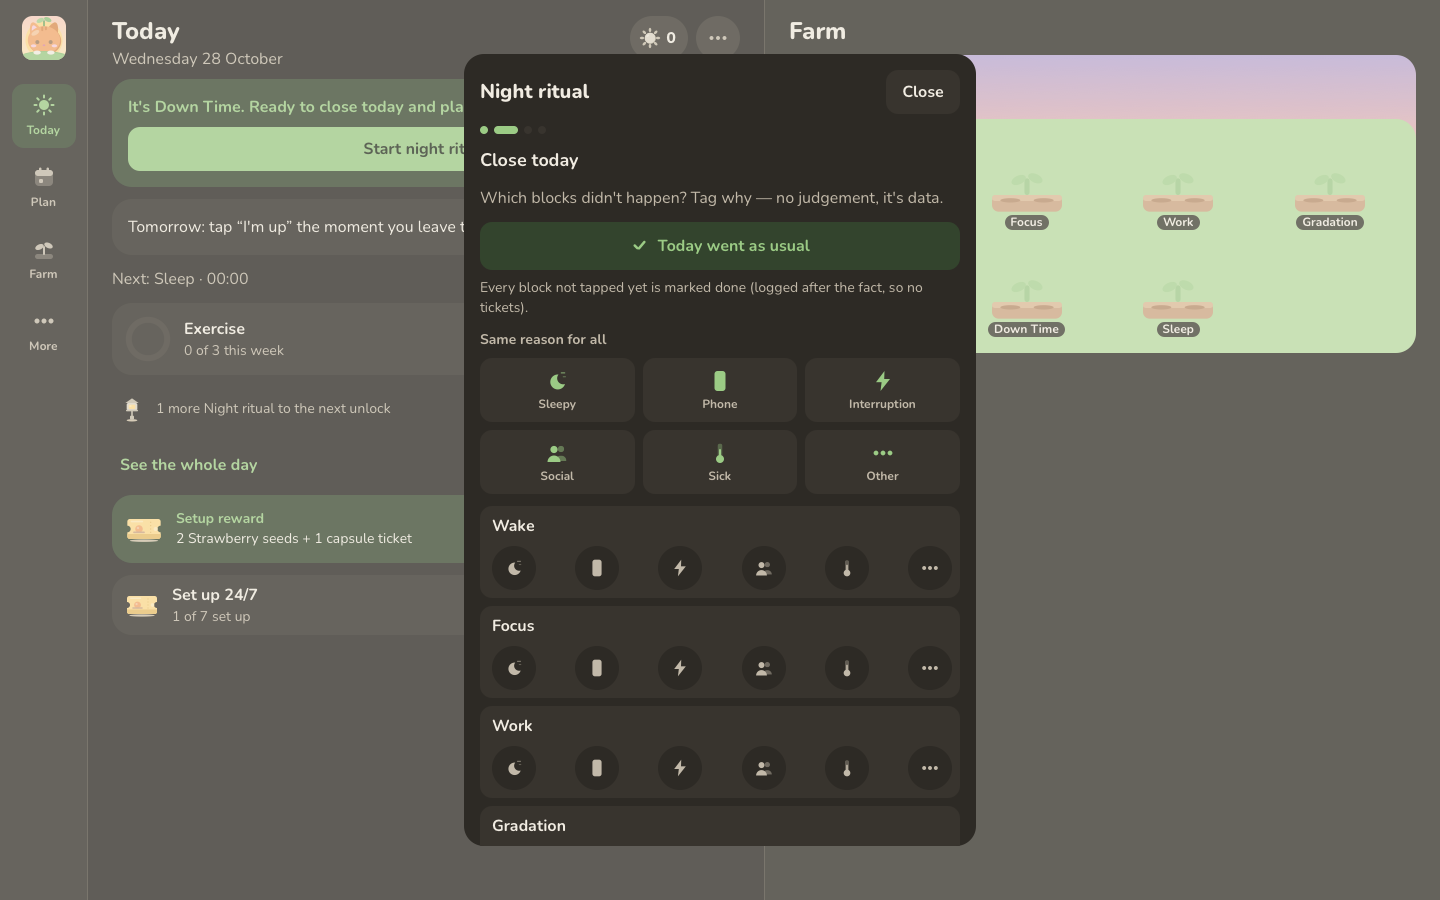 Today
Plan
Farm
More
Today
Wednesday 28 October
0
It's Down Time. Ready to close today and pla
Start night rit
Tomorrow: tap “I'm up” the moment you leave t
Next: Sleep · 00:00
Exercise
0 of 3 this week
1 more Night ritual to the next unlock
See the whole day
Setup reward
2 Strawberry seeds + 1 capsule ticket
Set up 24/7
1 of 7 set up
Night ritual
Close
Close today
Which blocks didn't happen? Tag why — no judgement, it's data.
Today went as usual
Every block not tapped yet is marked done (logged after the fact, so no
tickets).
Same reason for all
Sleepy
Phone
Interruption
Social
Sick
Other
Wake
Focus
Work
Gradation
Farm
Focus
Work
Gradation
Down Time
Sleep